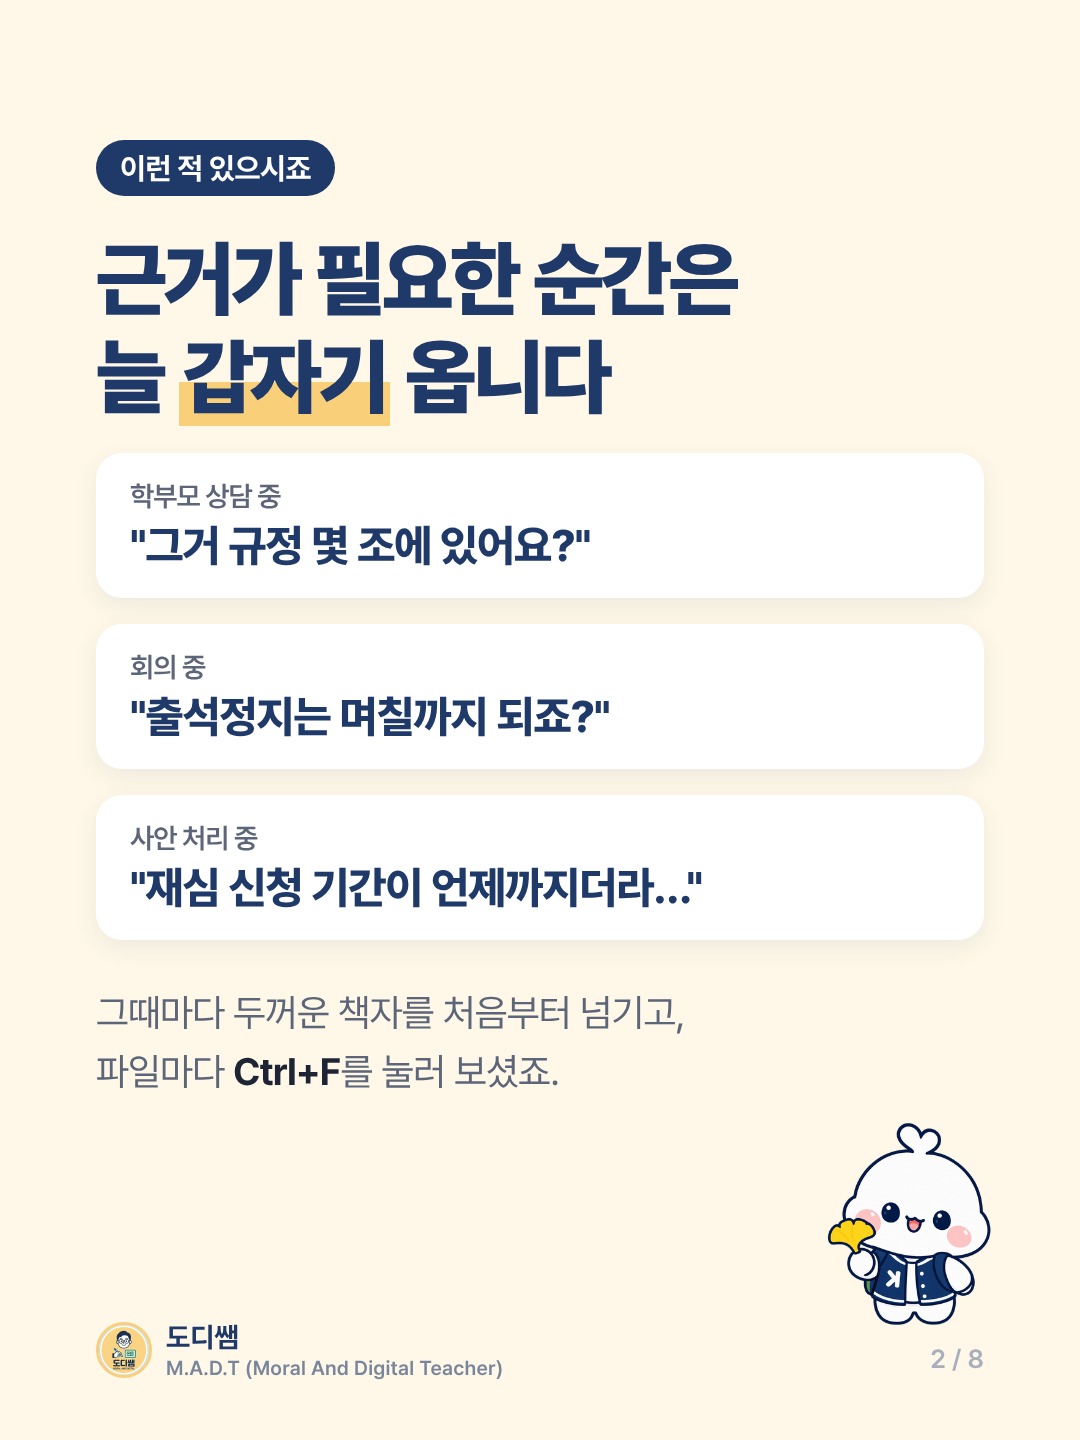 이런 적 있으시죠
근거가 필요한 순간은
늘 갑자기 옵니다
학부모 상담 중
"그거 규정 몇 조에 있어요?"
회의 중
"출석정지는 며칠까지 되죠?"
사안 처리 중
"재심 신청 기간이 언제까지더라..."
그때마다 두꺼운 책자를 처음부터 넘기고,
파일마다 Ctrl+F를 눌러 보셨죠.
K
도디쌤
도디쌤
M.A.D.T (Moral And Digital Teacher)
2 / 8